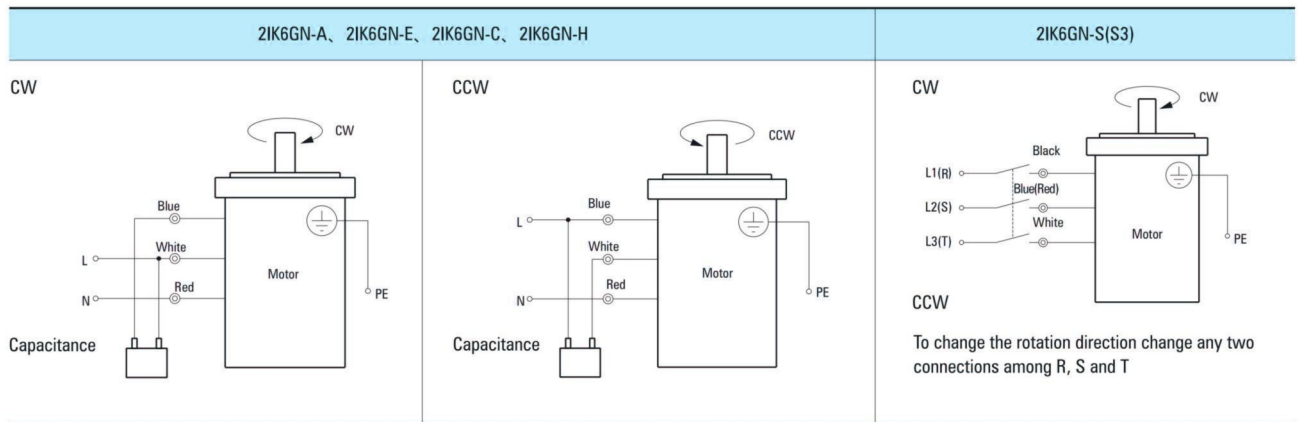 2IK6GN-A、2IK6GN-E、2IK6GN-C、2IK6GN-H
2IK6GN-S(S3)
CW
CW
Blue
White
L
Red
N
Motor
PE
Capacitance
CCW
CCW
Blue
L
White
Red
N
Motor
PE
Capacitance
CW
CW
Black
L1(R)
Blue(Red)
L2(S)
White
L3(T)
Motor
PE
CCW
To change the rotation direction change any two
connections among R, S and T